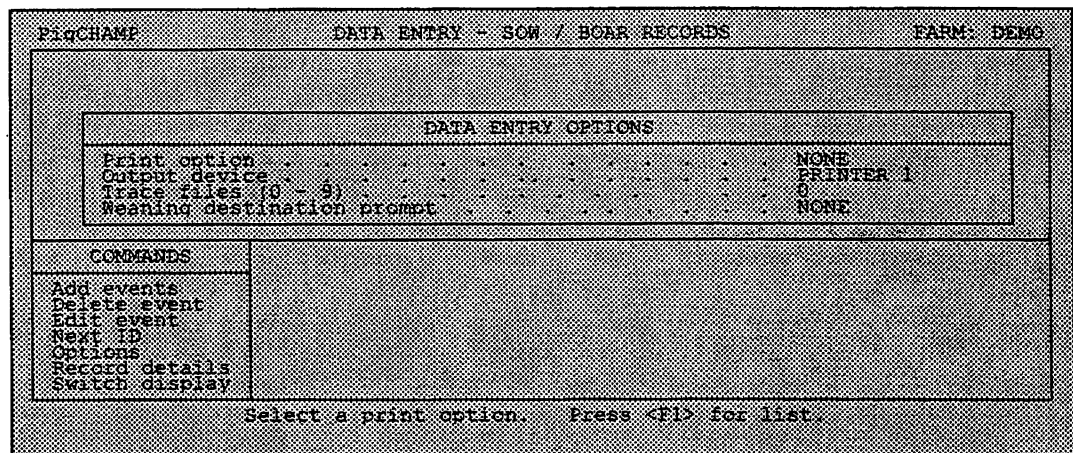 PigCHAMP DATA ENTRY - SOW / BOAR RECORDS FARM: DEMO
DATA ENTRY OPTIONS
Print option . . . . . . . . . . . . . . NONE
Output device . . . . . . . . . . . . . . PRINTER 1
Trace files (0 - 9) . . . . . . . . . . . 0
Weaning destination prompt . . . . . . . . . NONE
COMMANDS
Add events
Delete event
Edit event
Next ID
Options
Record details
Switch display
Select a print option. Press <F1> for list.